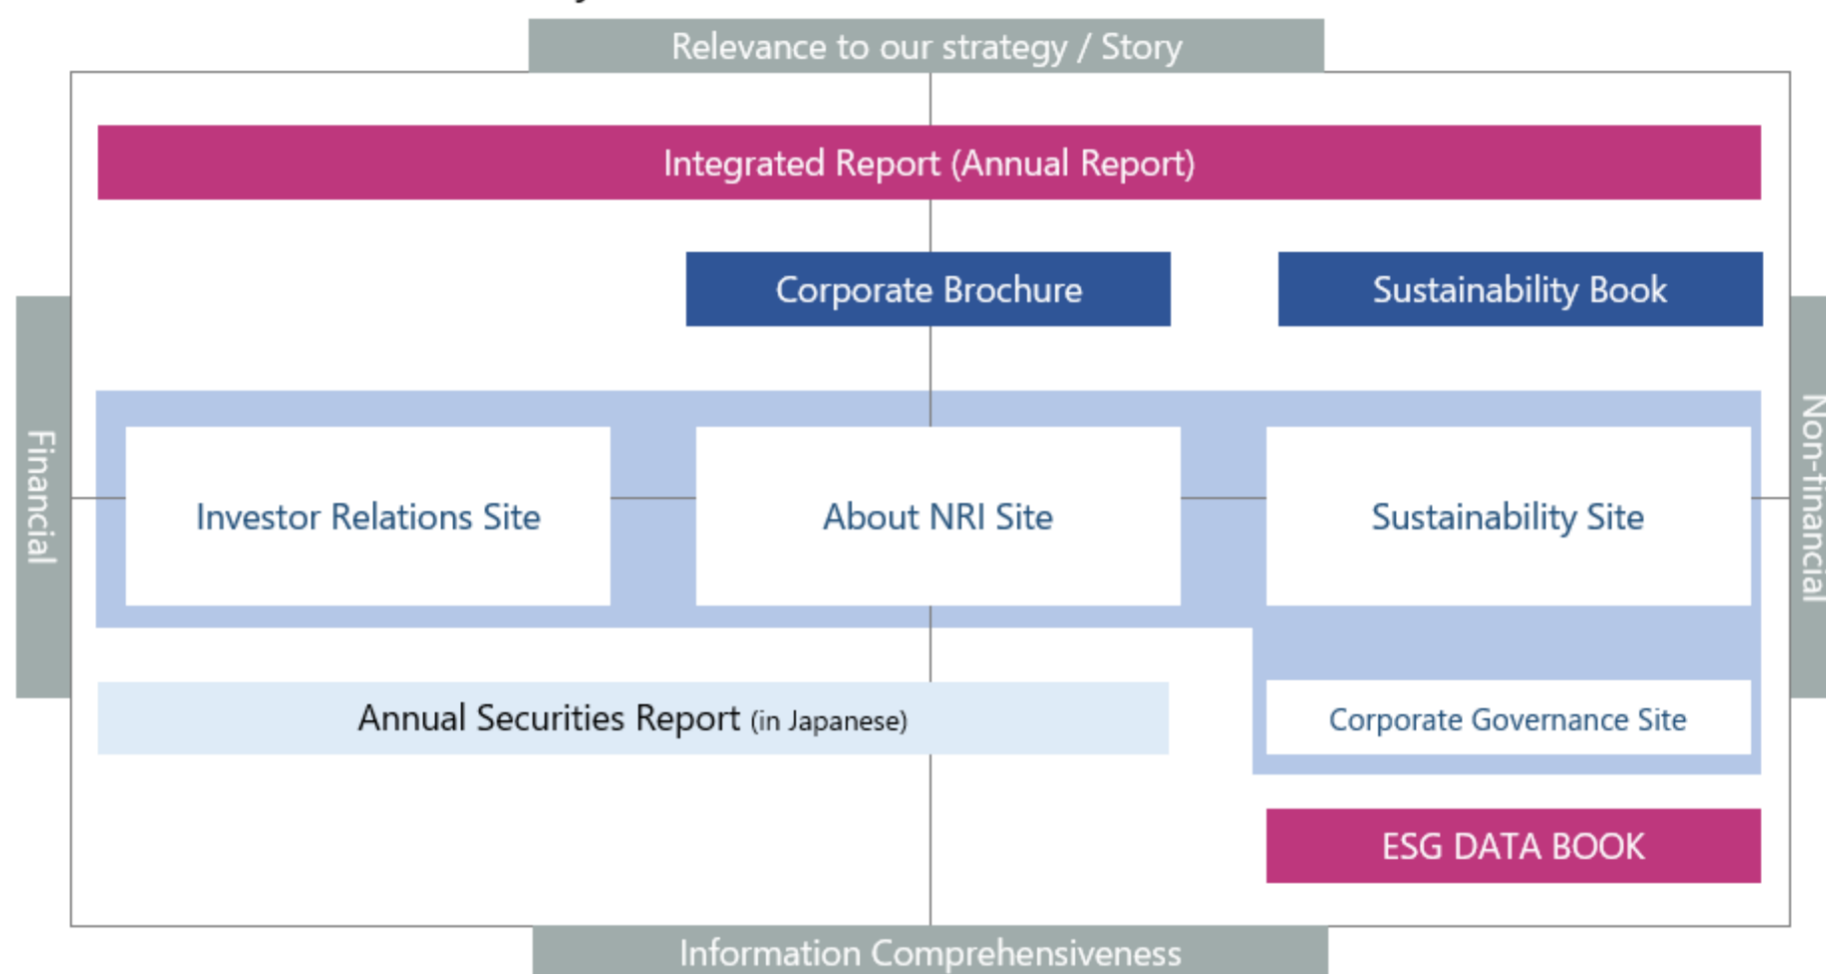 Relevance to our strategy / Story
Integrated Report (Annual Report)
Corporate Brochure
Sustainability Book
Financial
Non-financial
Investor Relations Site
About NRI Site
Sustainability Site
Annual Securities Report (in Japanese)
Corporate Governance Site
ESG DATA BOOK
Information Comprehensiveness